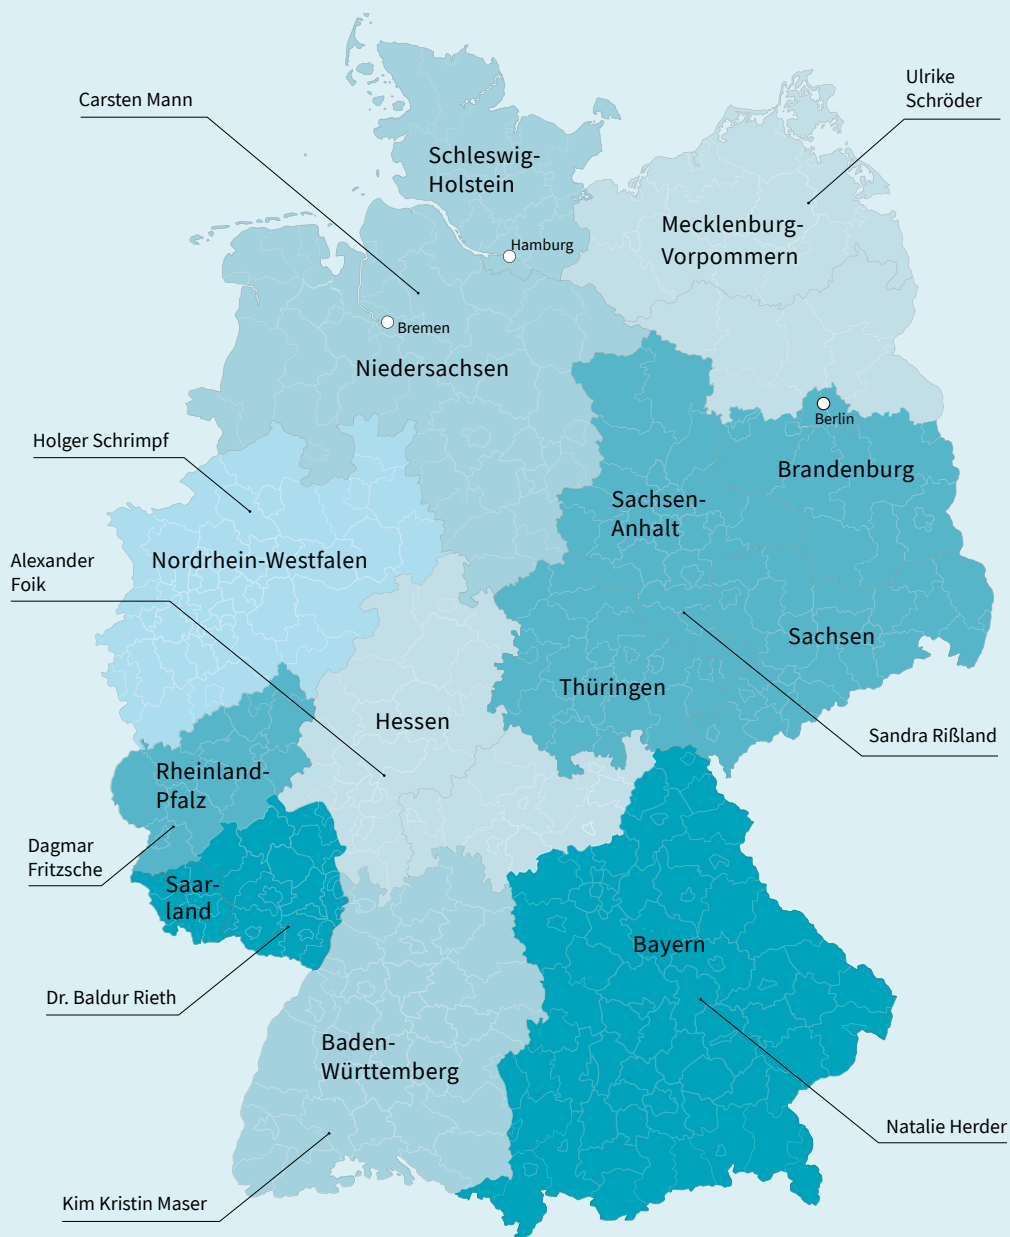 Ulrike
Schröder
Carsten Mann
Schleswig-
Holstein
Mecklenburg-
Vorpommern
Hamburg
Bremen
Niedersachsen
Berlin
Holger Schrimpf
Brandenburg
Sachsen-
Anhalt
Alexander
Foik
Nordrhein-Westfalen
Sachsen
Thüringen
Hessen
Sandra Rißland
Rheinland-
Pfalz
Dagmar
Fritzsche
Saar-
land
Bayern
Dr. Baldur Rieth
Baden-
Württemberg
Natalie Herder
Kim Kristin Maser